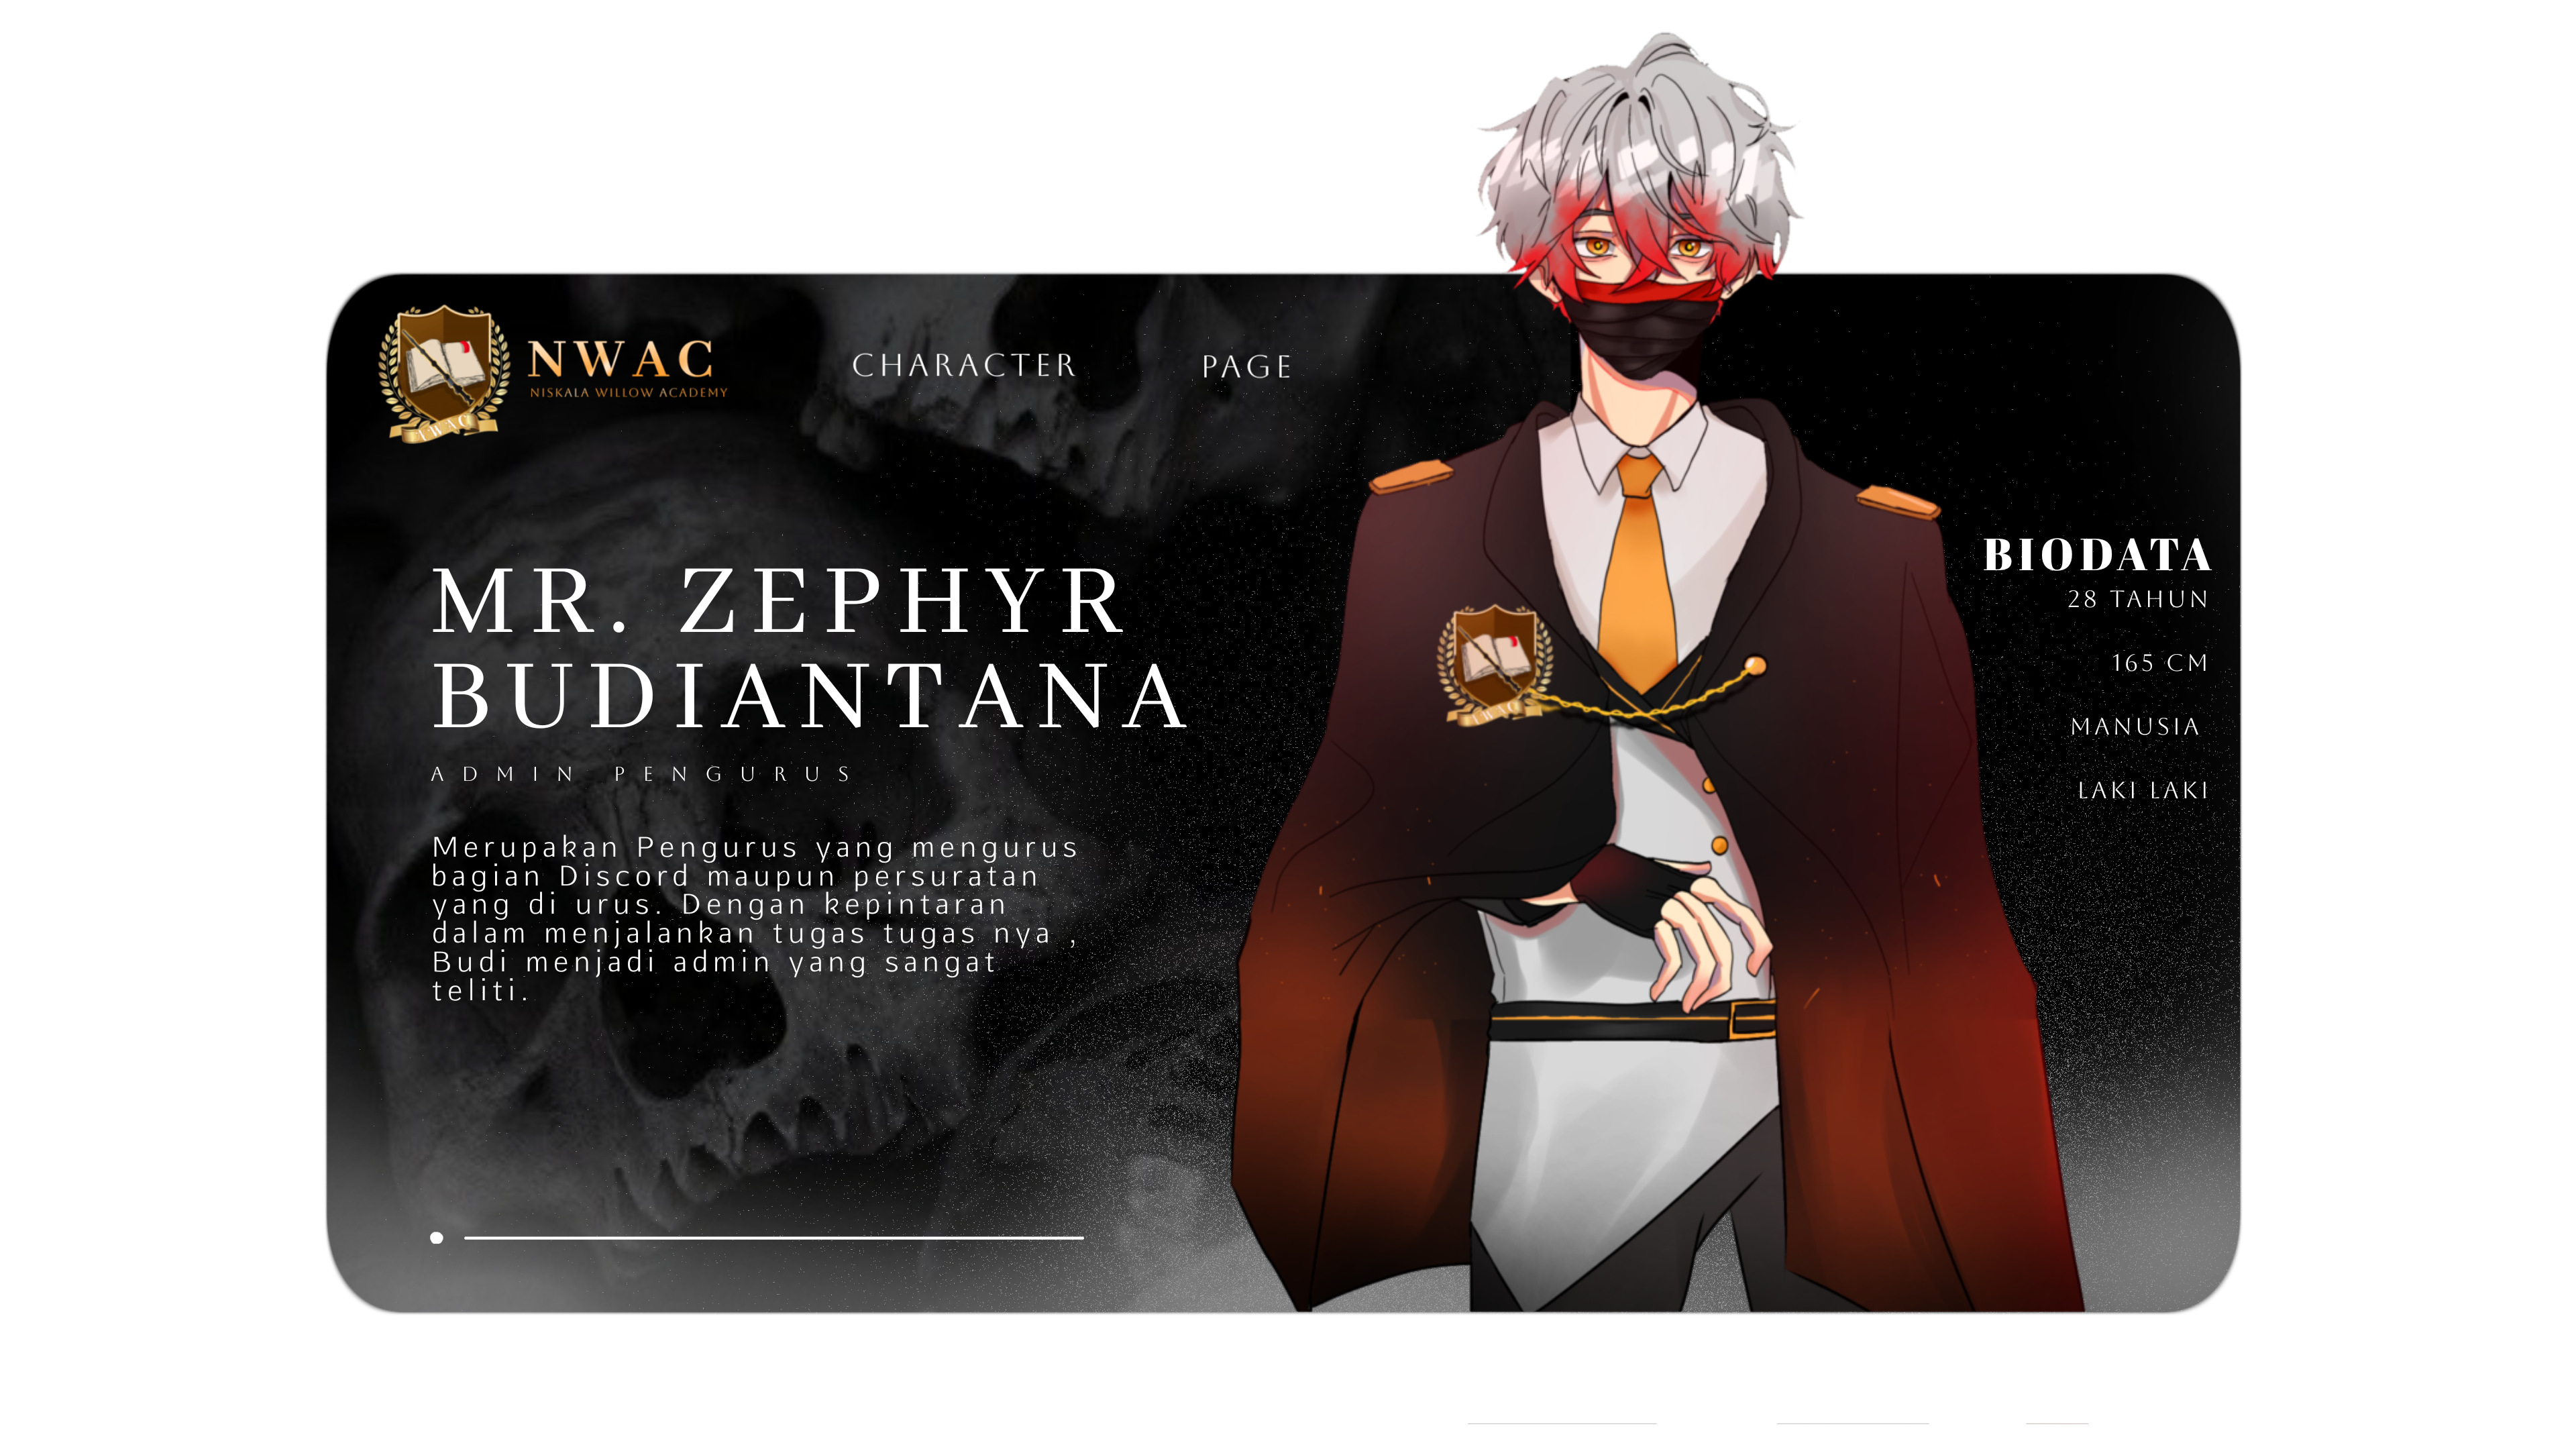 NWAC
NISKALA WILLOW ACADEMY
NWAC
CHARACTER
PAGE
MR. ZEPHYR
BUDIANTANA
ADMIN PENGURUS
Merupakan Pengurus yang mengurus
bagian Discord maupun persuratan
yang di urus. Dengan kepintaran
dalam menjalankan tugas tugas nya ,
Budi menjadi admin yang sangat
teliti.
NWAC
BIODATA
28 TAHUN
165 CM
MANUSIA
LAKI LAKI